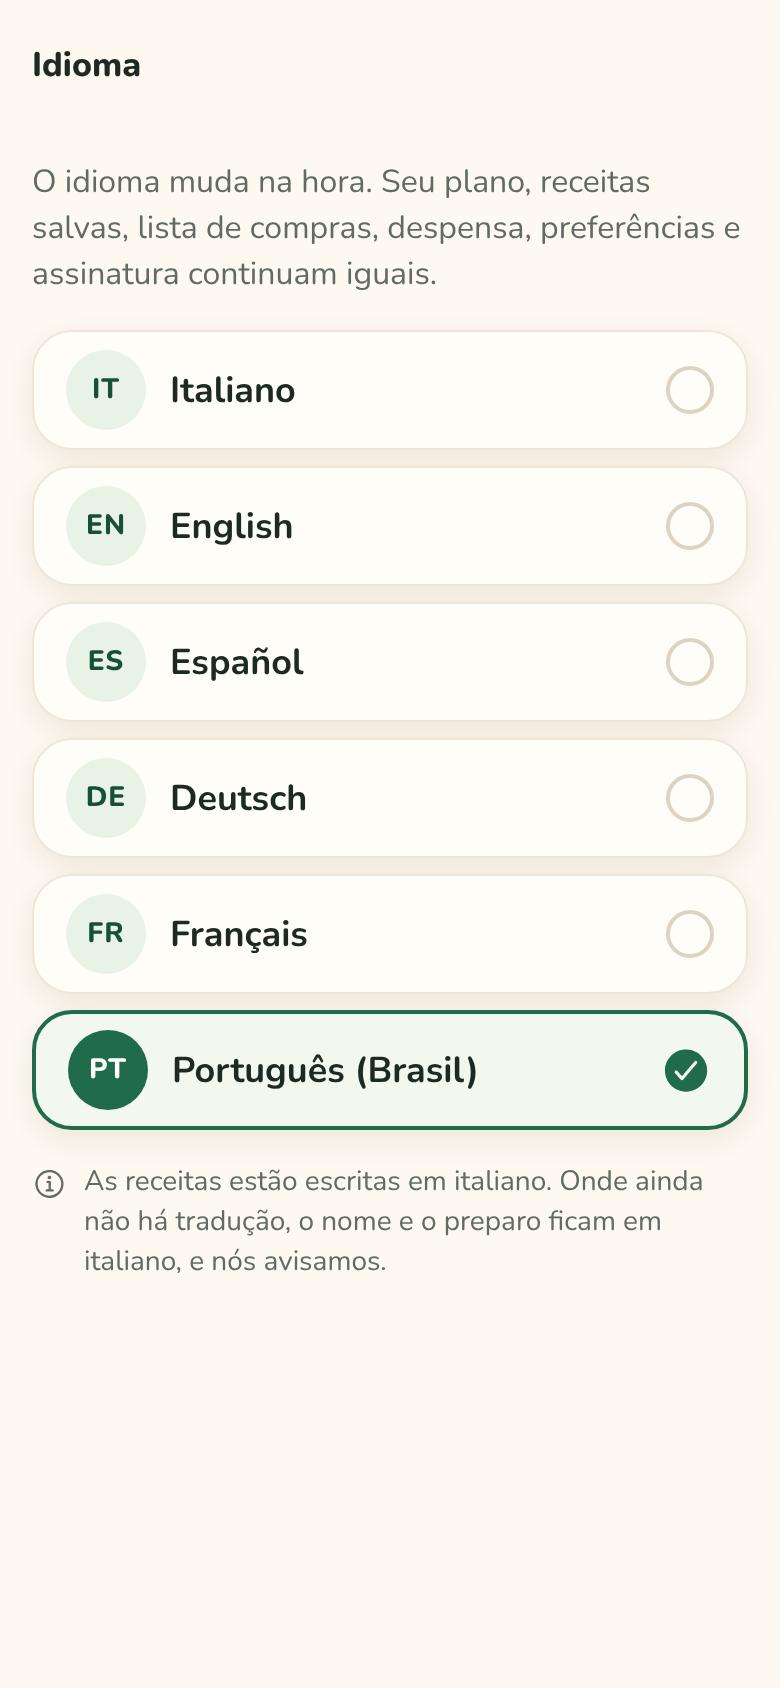 Idioma
O idioma muda na hora. Seu plano, receitas
salvas, lista de compras, despensa, preferências e
assinatura continuam iguais.
IT Italiano
EN English
ES Español
DE Deutsch
FR Français
PT Português (Brasil)
As receitas estão escritas em italiano. Onde ainda
não há tradução, o nome e o preparo ficam em
italiano, e nós avisamos.